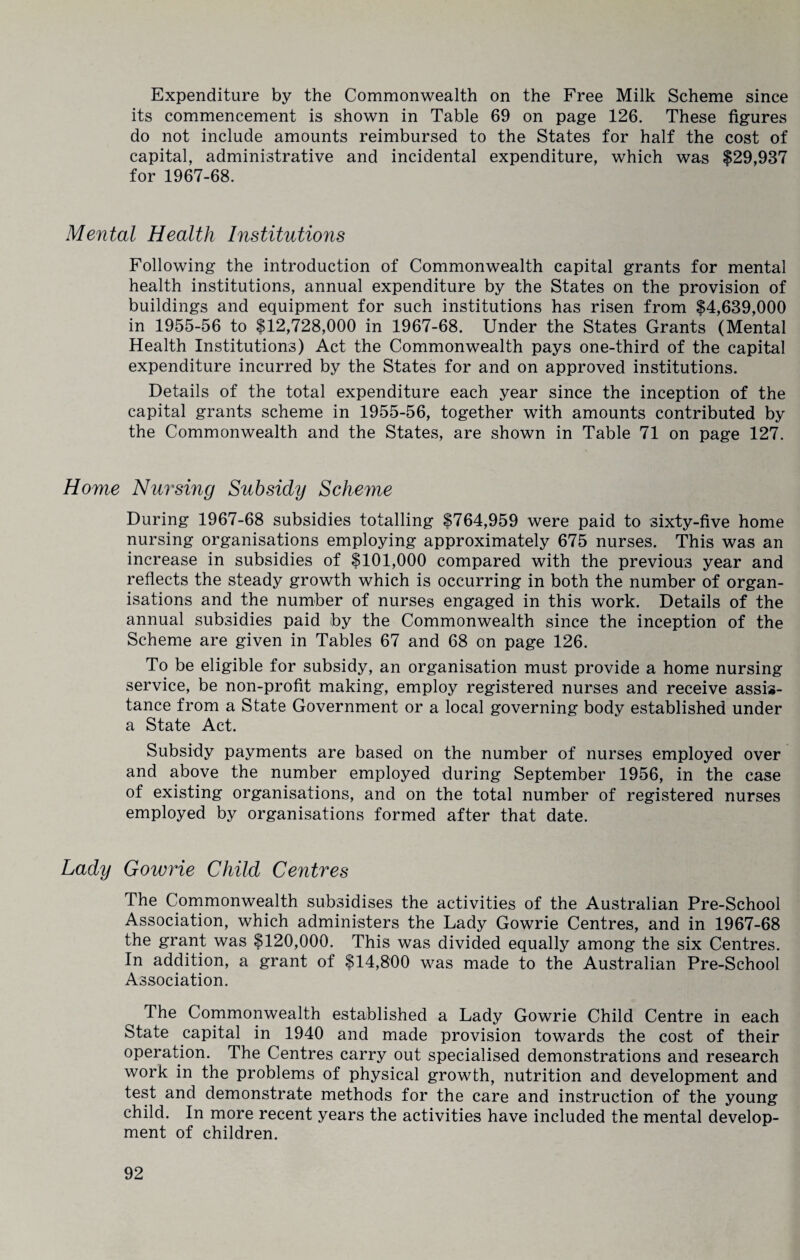 Expenditure by the Commonwealth on the Free Milk Scheme since
its commencement is shown in Table 69 on page 126. These figures
do not include amounts reimbursed to the States for half the cost of
capital, administrative and incidental expenditure, which was $29,937
for 1967-68.
Mental Health Institutions
Following the introduction of Commonwealth capital grants for mental
health institutions, annual expenditure by the States on the provision of
buildings and equipment for such institutions has risen from $4,639,000
in 1955-56 to $12,728,000 in 1967-68. Under the States Grants (Mental
Health Institutions) Act the Commonwealth pays one-third of the capital
expenditure incurred by the States for and on approved institutions.
Details of the total expenditure each year since the inception of the
capital grants scheme in 1955-56, together with amounts contributed by
the Commonwealth and the States, are shown in Table 71 on page 127.
Home Nursing Subsidy Scheme
During 1967-68 subsidies totalling $764,959 were paid to sixty-five home
nursing organisations employing approximately 675 nurses. This was an
increase in subsidies of $101,000 compared with the previous year and
reflects the steady growth which is occurring in both the number of organ-
isations and the number of nurses engaged in this work. Details of the
annual subsidies paid by the Commonwealth since the inception of the
Scheme are given in Tables 67 and 68 on page 126.
To be eligible for subsidy, an organisation must provide a home nursing
service, be non-profit making, employ registered nurses and receive assis-
tance from a State Government or a local governing body established under
a State Act.
Subsidy payments are based on the number of nurses employed over
and above the number employed during September 1956, in the case
of existing organisations, and on the total number of registered nurses
employed by organisations formed after that date.
Lady Gowrie Child Centres
The Commonwealth subsidises the activities of the Australian Pre-School
Association, which administers the Lady Gowrie Centres, and in 1967-68
the grant was $120,000. This was divided equally among the six Centres.
In addition, a grant of $14,800 was made to the Australian Pre-School
Association.
The Commonwealth established a Lady Gowrie Child Centre in each
State capital in 1940 and made provision towards the cost of their
operation. The Centres carry out specialised demonstrations and research
work in the problems of physical growth, nutrition and development and
test and demonstrate methods for the care and instruction of the young
child. In more recent years the activities have included the mental develop-
ment of children.
92